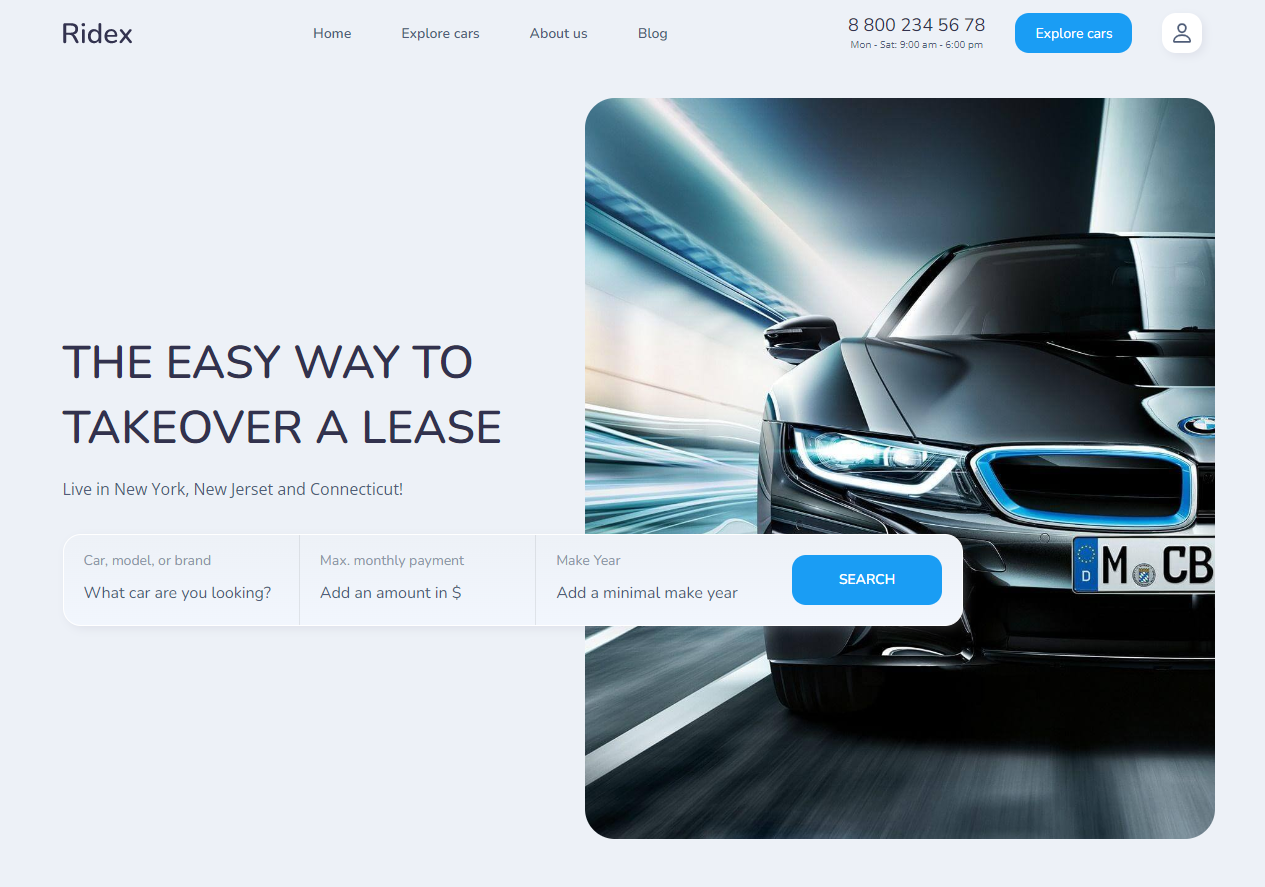 Ridex
Home
Explore cars
About us
Blog
8 800 234 56 78
Mon - Sat: 9:00 am - 6:00 pm
Explore cars
THE EASY WAY TO
TAKEOVER A LEASE
Live in New York, New Jerset and Connecticut!
Car, model, or brand
What car are you looking?
Max. monthly payment
Add an amount in $
Make Year
Add a minimal make year
SEARCH
D
M CB